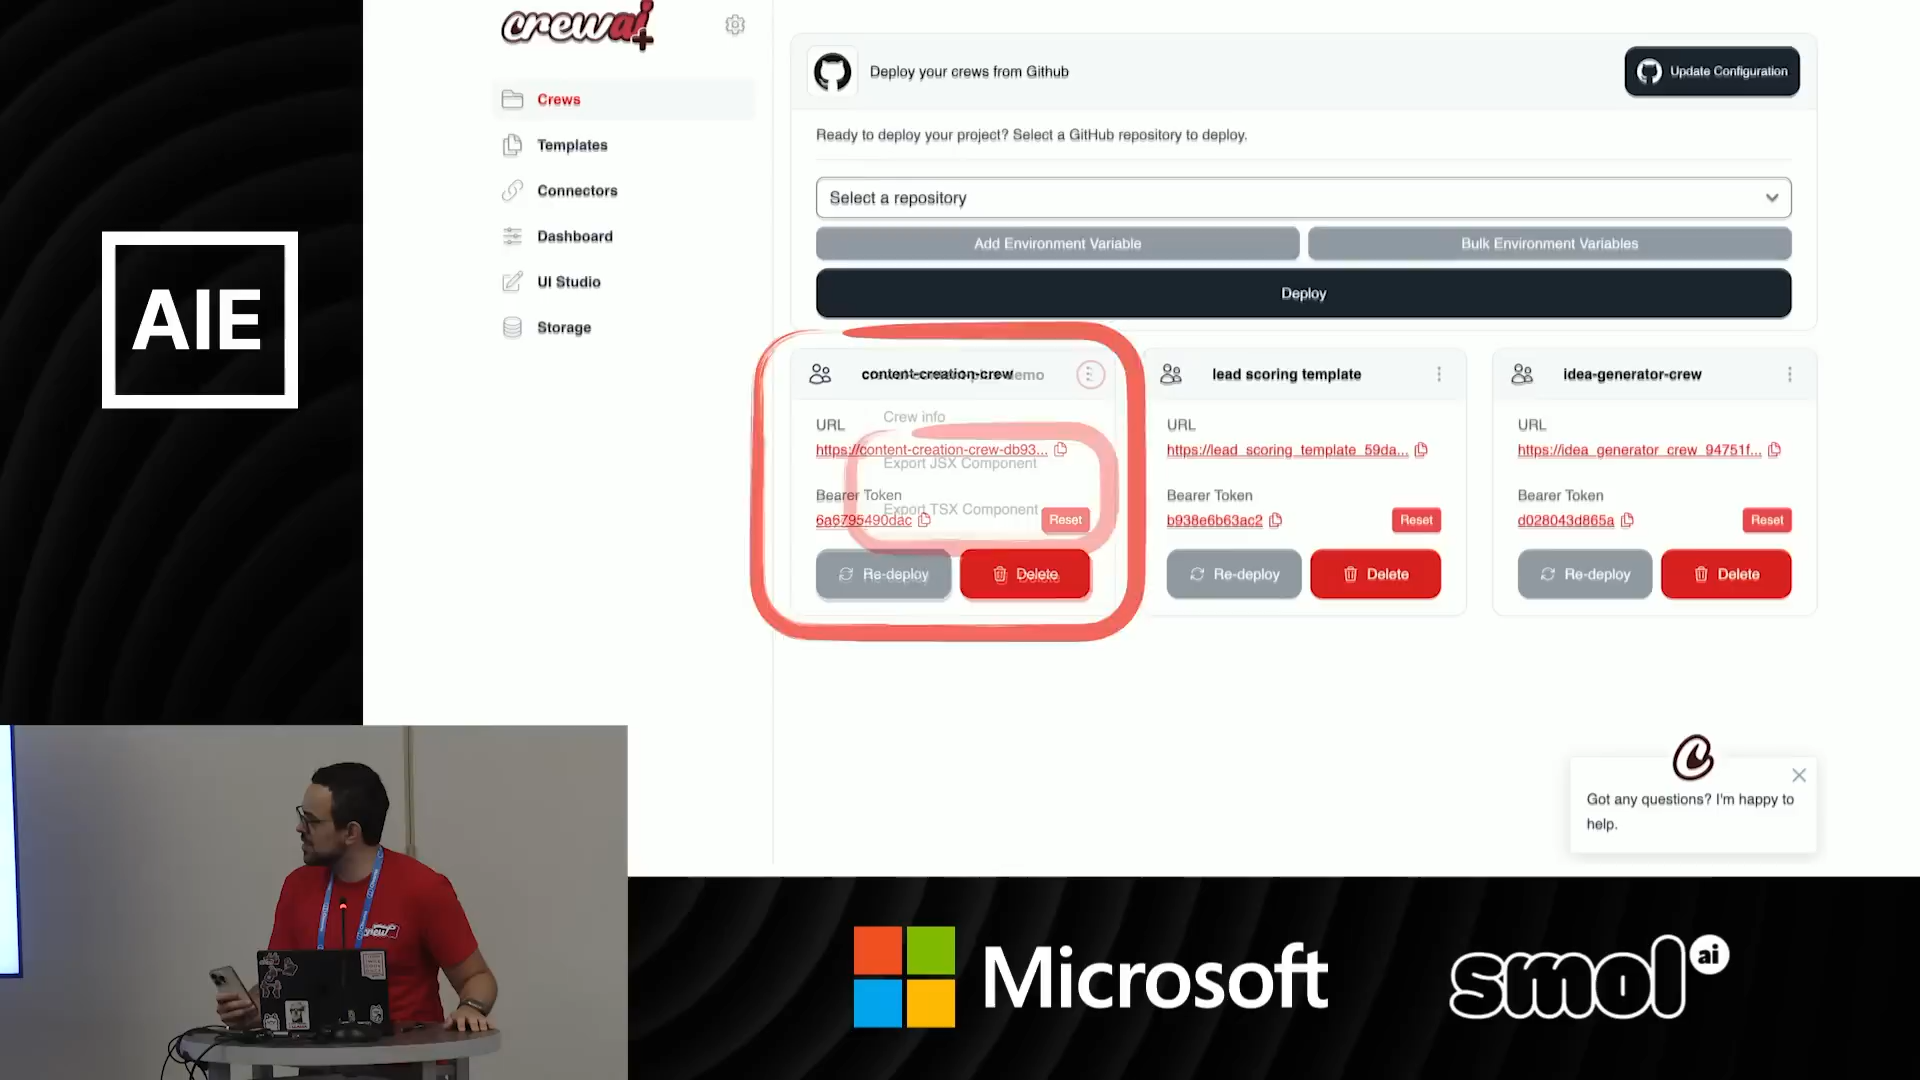 crewai+
Crews
Templates
Connectors
Dashboard
UI Studio
Storage
Deploy your crews from Github
Update Configuration
Ready to deploy your project? Select a GitHub repository to deploy.
Select a repository
Add Environment Variable
Bulk Environment Variables
Deploy
content-creation-crew
demo
Crew info
URL
https://content-creation-crew-db93...
Export JSX Component
Bearer Token
Export TSX Component
6a6795490dac
Reset
Re-deploy
Delete
lead scoring template
URL
https://lead_scoring_template_59da...
Bearer Token
b938e6b63ac2
Reset
Re-deploy
Delete
idea-generator-crew
URL
https://idea_generator_crew_94751f...
Bearer Token
d028043d865a
Reset
Re-deploy
Delete
Got any questions? I'm happy to
help.
AIE
crew
Microsoft
smol ai